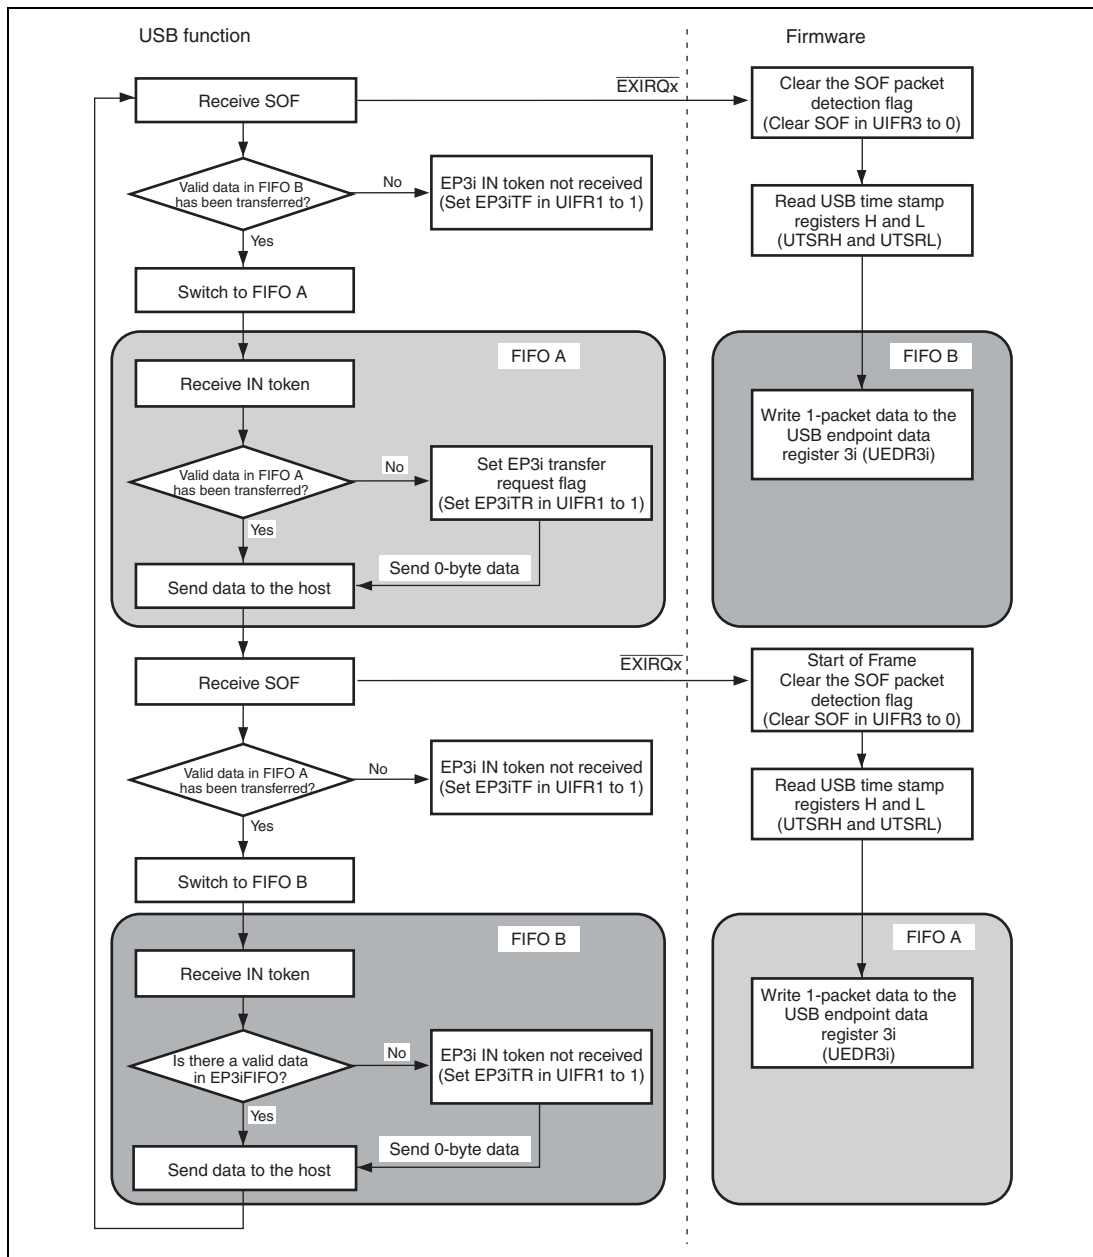 USB function
Firmware
Receive SOF
EXIRQx
Clear the SOF packet
detection flag
(Clear SOF in UIFR3 to 0)
Valid data in FIFO B
has been transferred?
No
EP3i IN token not received
(Set EP3iTF in UIFR1 to 1)
Read USB time stamp
registers H and L
(UTSRH and UTSRL)
Yes
Switch to FIFO A
FIFO A
FIFO B
Receive IN token
Write 1-packet data to the
USB endpoint data
register 3i (UEDR3i)
Valid data in FIFO A
has been transferred?
No
Set EP3i transfer
request flag
(Set EP3iTR in UIFR1 to 1)
Yes
Send 0-byte data
Send data to the host
Receive SOF
EXIRQx
Start of Frame
Clear the SOF packet
detection flag
(Clear SOF in UIFR3 to 0)
Valid data in FIFO A
has been transferred?
No
EP3i IN token not received
(Set EP3iTF in UIFR1 to 1)
Read USB time stamp
registers H and L
(UTSRH and UTSRL)
Yes
Switch to FIFO B
FIFO B
FIFO A
Receive IN token
Write 1-packet data to the
USB endpoint data
register 3i
(UEDR3i)
Is there a valid data
in EP3iFIFO?
No
EP3i IN token not received
(Set EP3iTR in UIFR1 to 1)
Yes
Send 0-byte data
Send data to the host